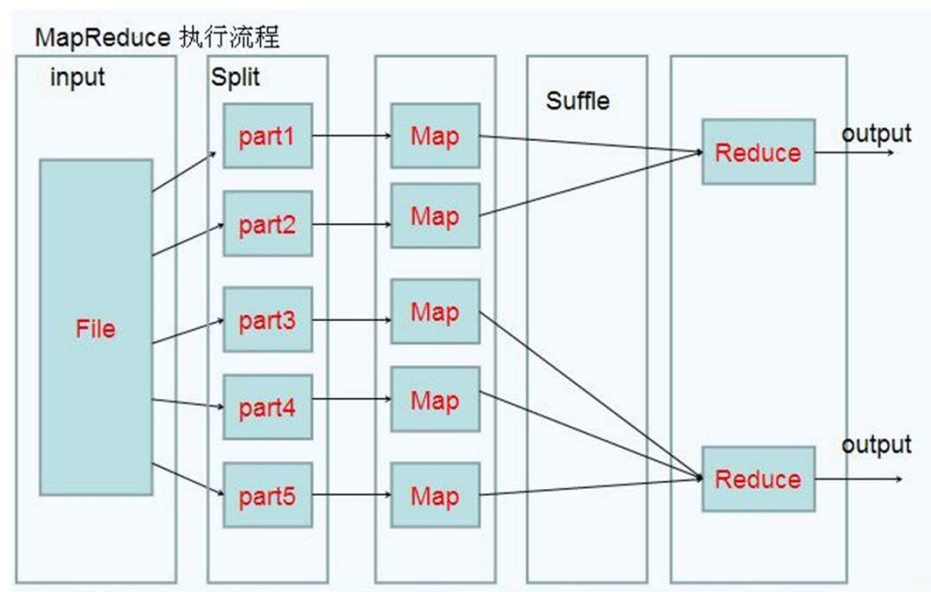 MapReduce 执行流程
input
Split
Suffle
File
part1
part2
part3
part4
part5
Map
Map
Map
Map
Map
Reduce
Reduce
output
output